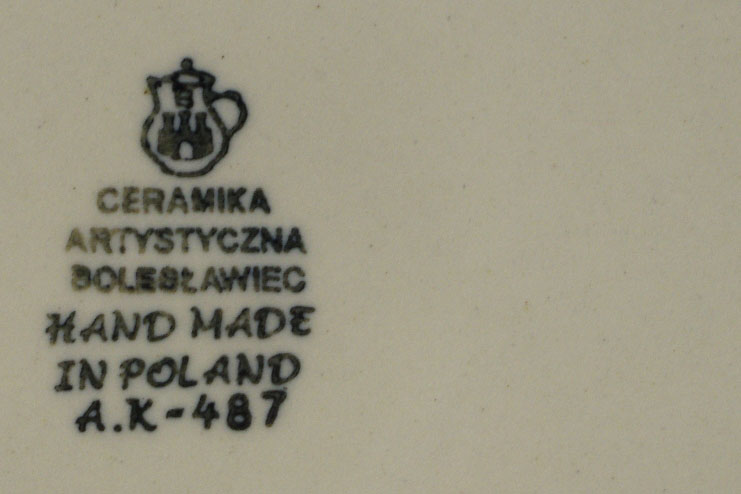 CERAMIKA
ARTYSTYCZNA
BOLESŁAWIEC
HAND MADE
IN POLAND
A.K-487